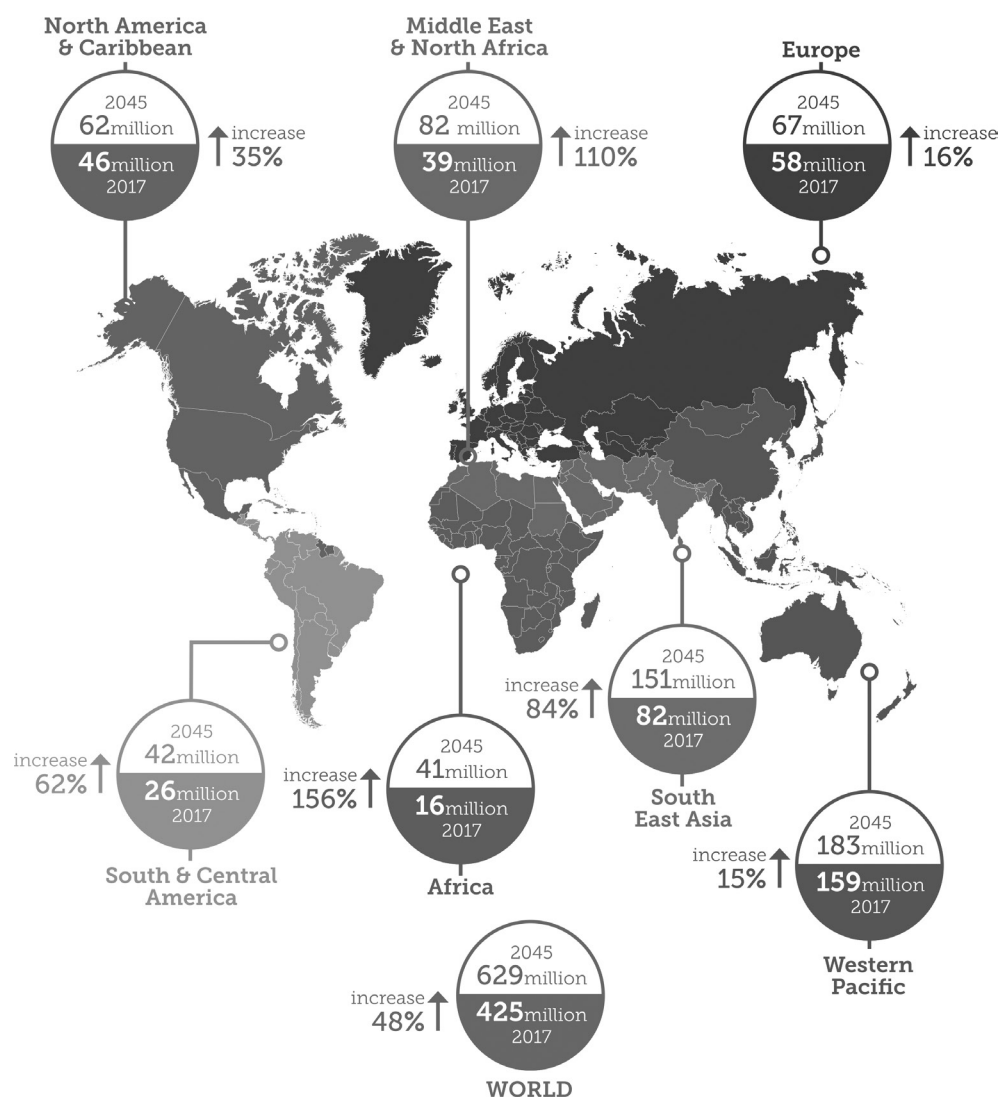 North America
& Caribbean
2045
62million
46million
2017
increase
35%
Middle East
& North Africa
2045
82 million
39million
2017
increase
110%
Europe
2045
67million
58million
2017
increase
16%
2045
42million
26million
2017
increase
62%
South & Central
America
2045
41million
16million
2017
increase
156%
Africa
2045
151million
82million
2017
increase
84%
South
East Asia
2045
183million
159million
2017
increase
15%
Western
Pacific
2045
629million
425million
2017
increase
48%
WORLD